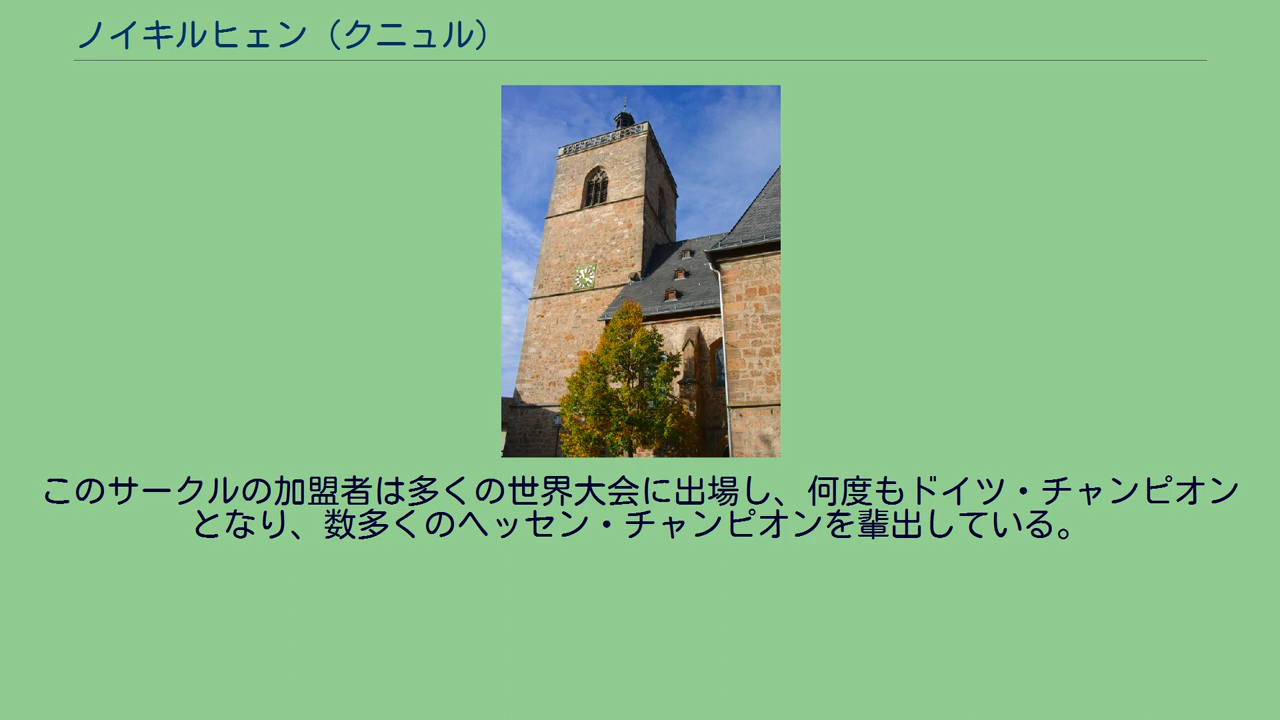 ノイキルヒェン（クニュル）
このサークルの加盟者は多くの世界大会に出場し、何度もドイツ・チャンピオン
となり、数多くのヘッセン・チャンピオンを輩出している。